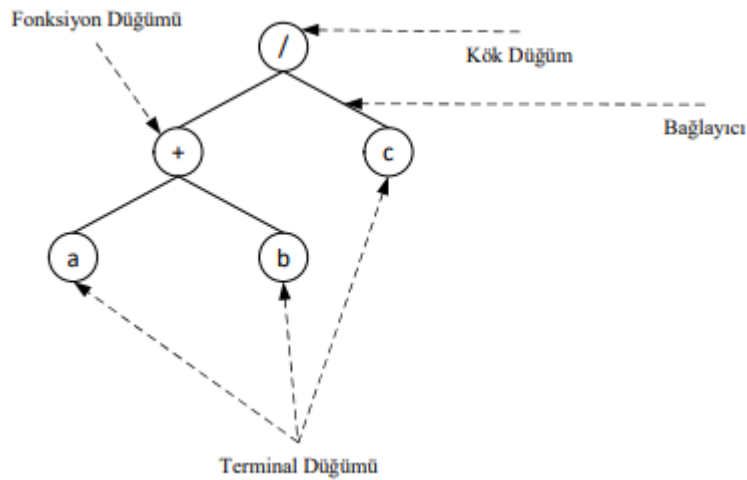 Fonksiyon Düğümü
/
Kök Düğüm
Bağlayıcı
+
c
a
b
Terminal Düğümü